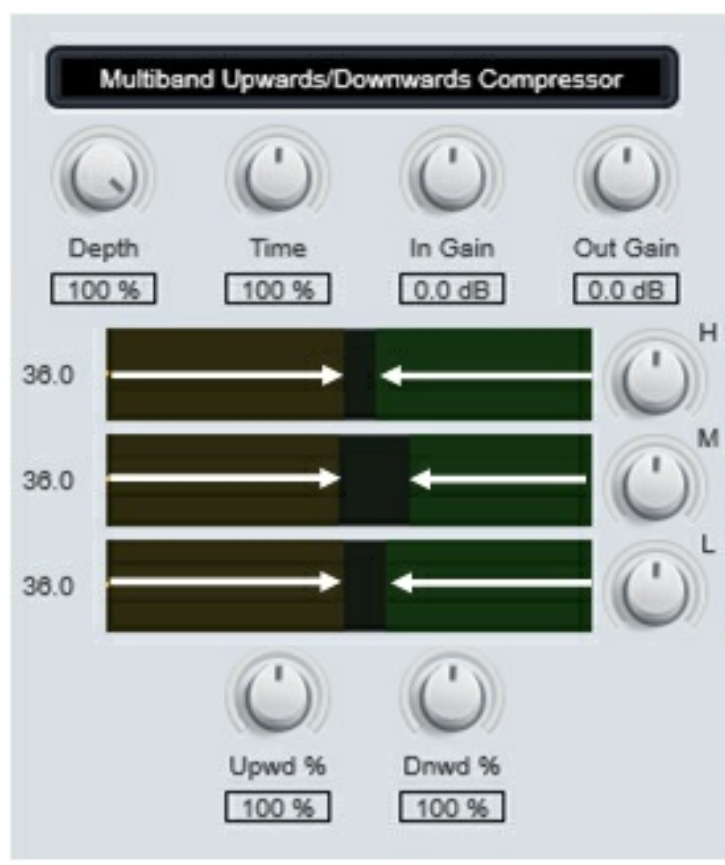 Multiband Upwards/Downwards Compressor
Depth Time In Gain Out Gain
100 % 100 % 0.0 dB 0.0 dB
H
36.0
M
36.0
L
36.0
Upwd % Dnwd %
100 % 100 %